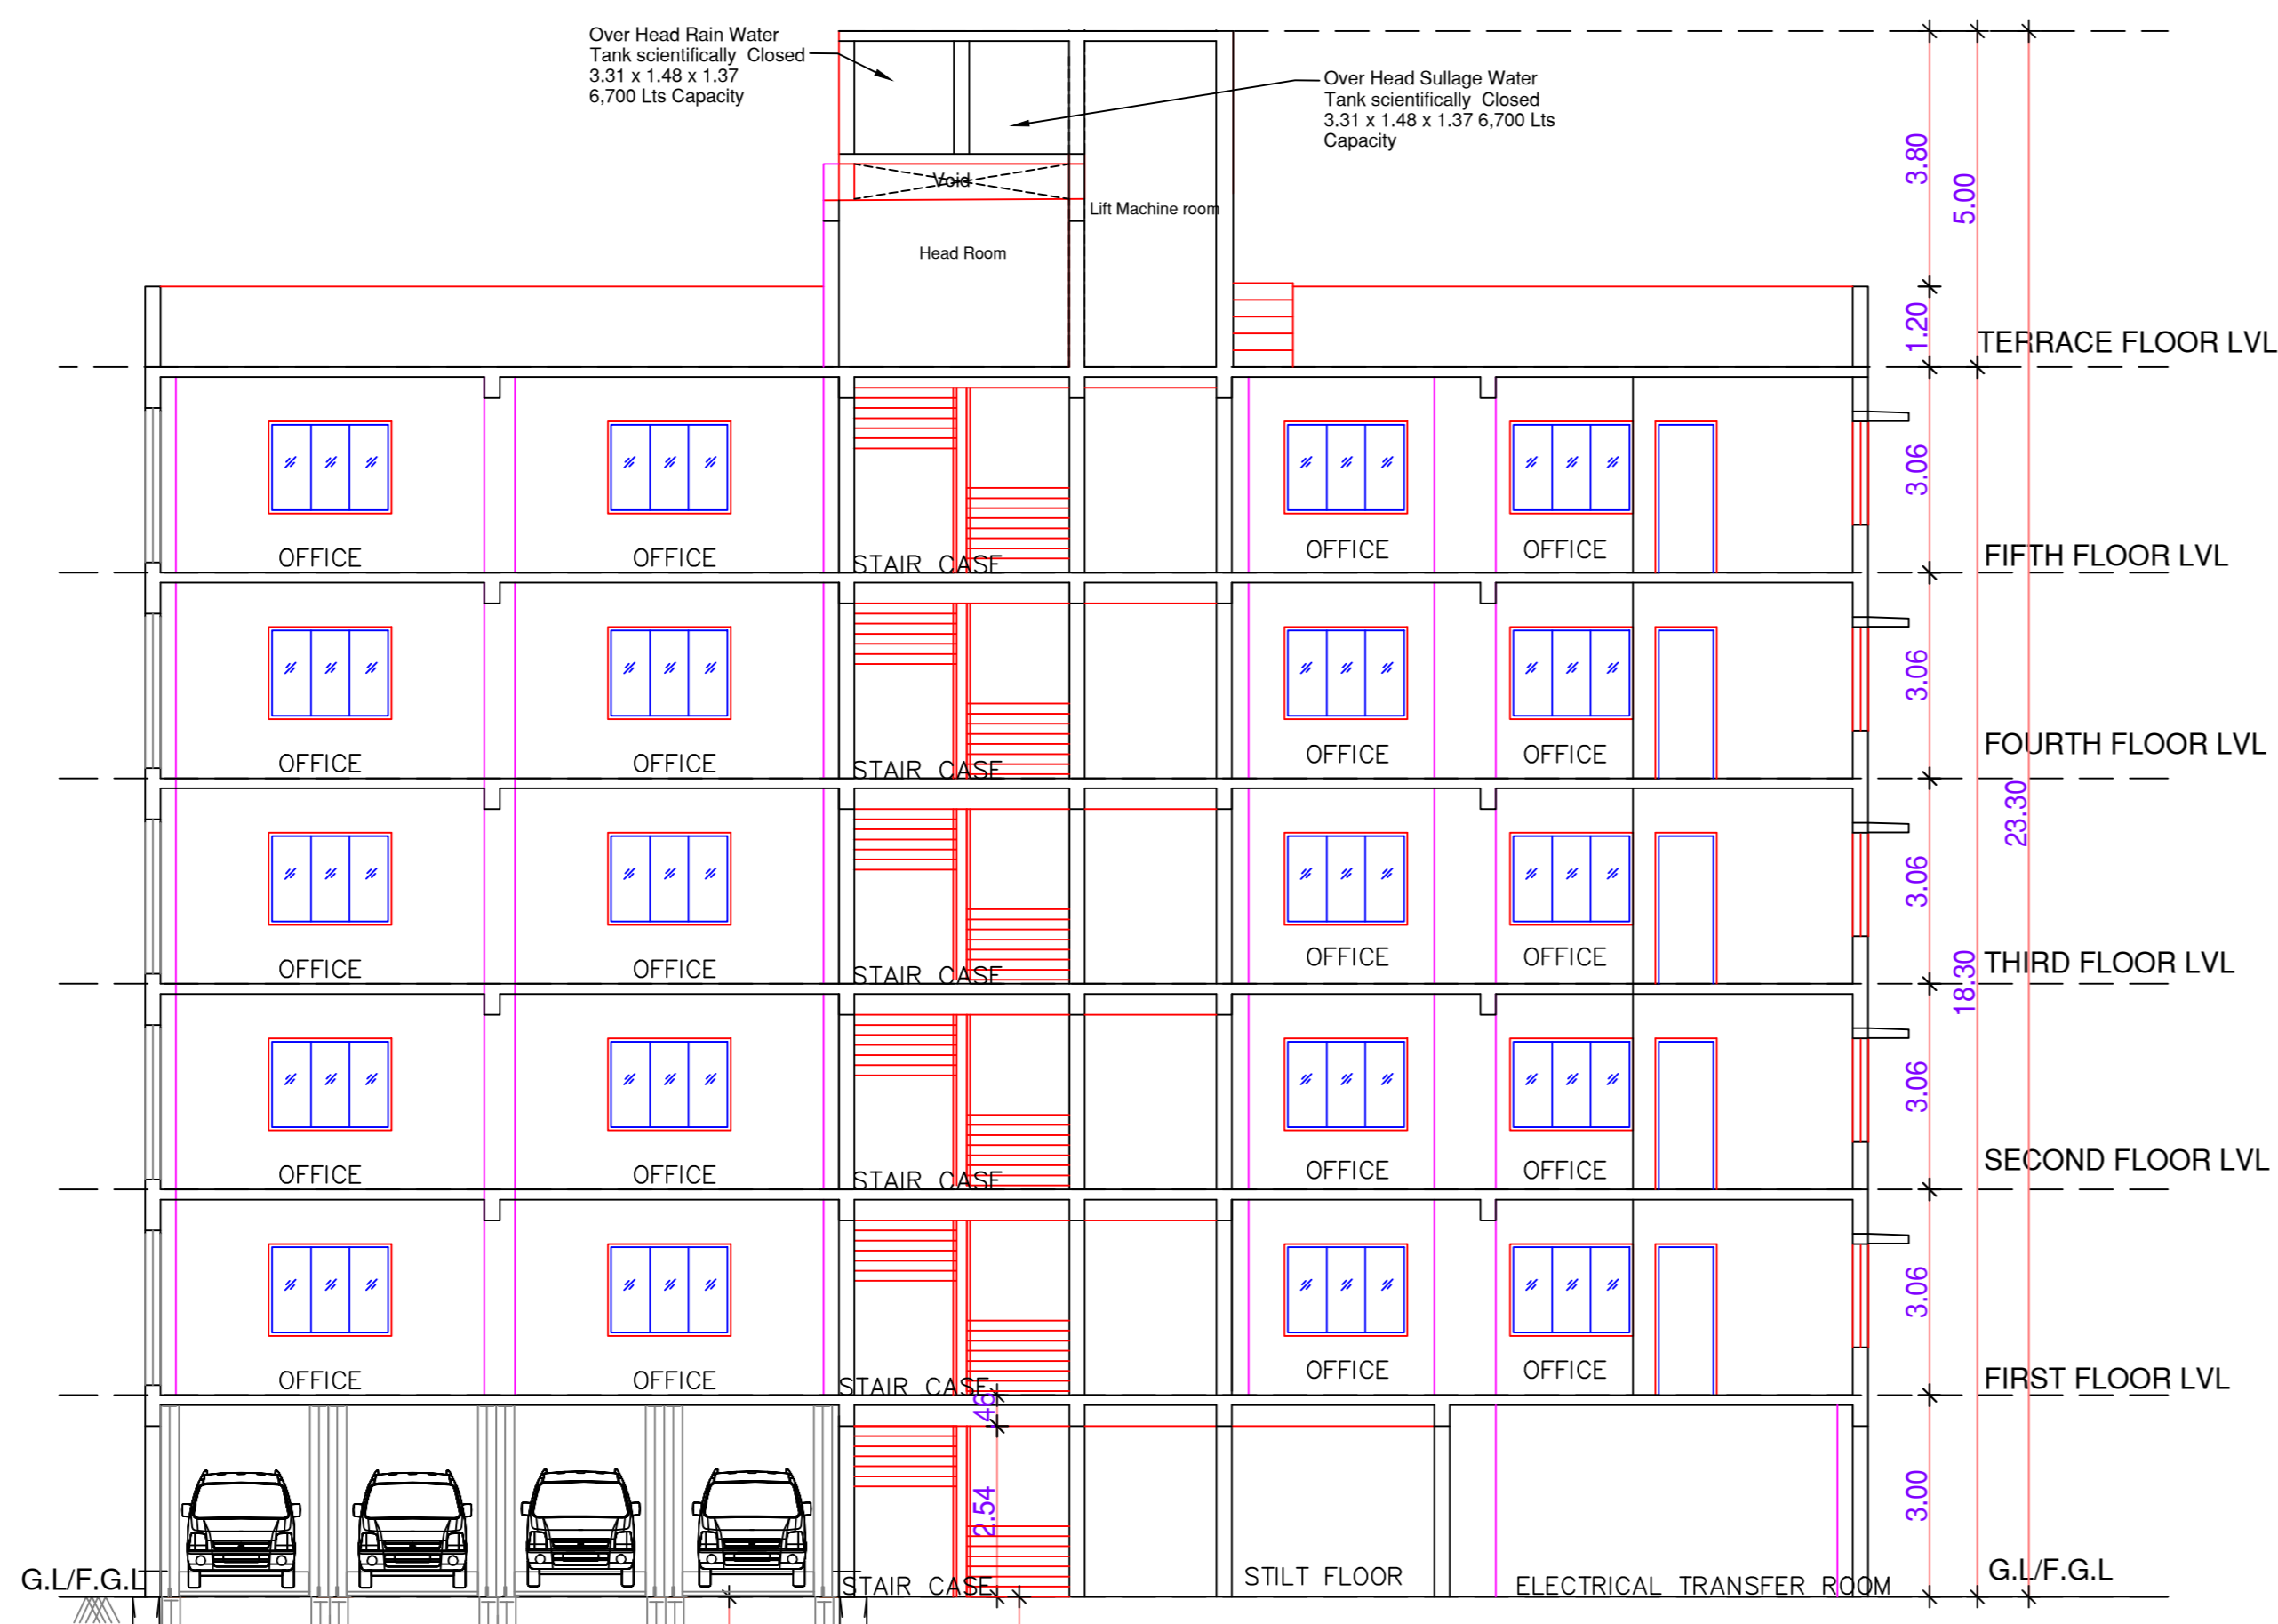 Over Head Rain Water
Tank scientifically Closed
3.31 x 1.48 x 1.37
6,700 Lts Capacity
Over Head Sullage Water
Tank scientifically Closed
3.31 x 1.48 x 1.37 6,700 Lts
Capacity
3.80
5.00
Void
Lift Machine room
Head Room
1.20
TERRACE FLOOR LVL
3.06
OFFICE
OFFICE
STAIR CASE
OFFICE
OFFICE
FIFTH FLOOR LVL
3.06
OFFICE
OFFICE
STAIR CASE
OFFICE
OFFICE
FOURTH FLOOR LVL
23.30
3.06
OFFICE
OFFICE
STAIR CASE
OFFICE
OFFICE
THIRD FLOOR LVL
18.30
3.06
OFFICE
OFFICE
STAIR CASE
OFFICE
OFFICE
SECOND FLOOR LVL
3.06
OFFICE
OFFICE
STAIR CASE
OFFICE
OFFICE
FIRST FLOOR LVL
46
2.54
3.00
G.L/F.G.L
STAIR CASE
STILT FLOOR
ELECTRICAL TRANSFER ROOM
G.L/F.G.L